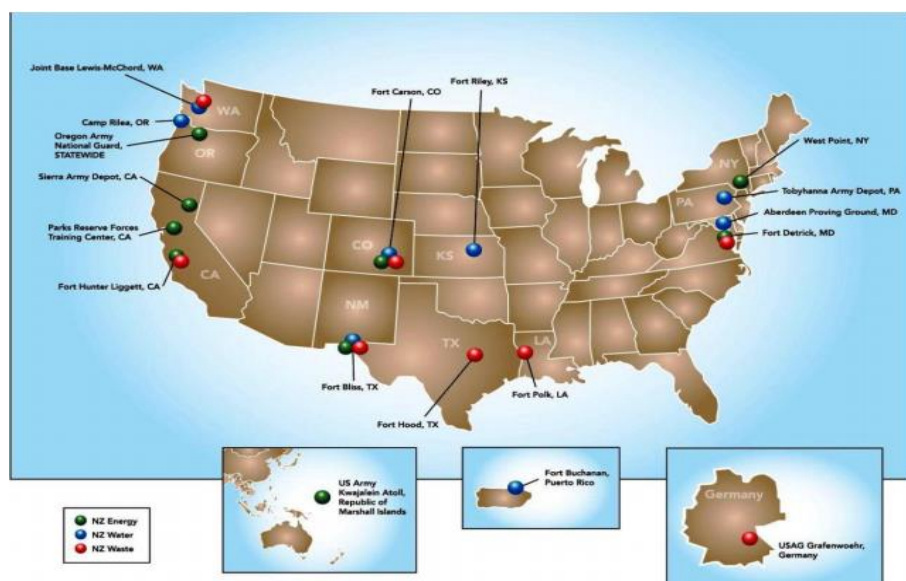 Joint Base Lewis-McChord, WA
Fort Carson, CO
Fort Riley, KS
WA
Camp Rilea, OR
Oregon Army
National Guard,
STATEWIDE
OR
NY
West Point, NY
Sierra Army Depot, CA
Tobyhanna Army Depot, PA
PA
Aberdeen Proving Ground, MD
Parks Reserve Forces
Training Center, CA
Fort Detrick, MD
CO
KS
CA
Fort Hunter Liggett, CA
NM
TX
LA
Fort Bliss, TX
Fort Polk, LA
Fort Hood, TX
US Army
Kwajalein Atoll,
Republic of
Marshall Islands
Fort Buchanan,
Puerto Rico
Germany
USAG Grafenwoehr,
Germany
NZ Energy
NZ Water
NZ Waste